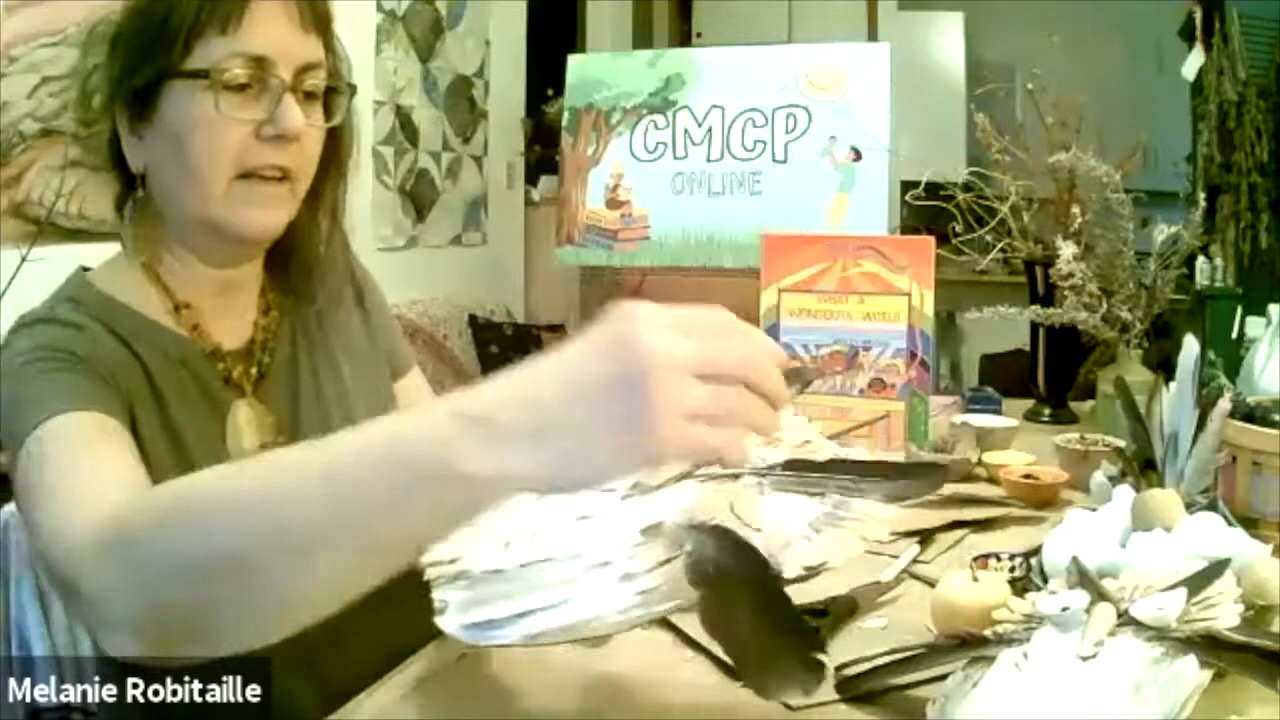 CMCP
ONLINE
WHAT A
WONDERFUL WORLD
Melanie Robitaille